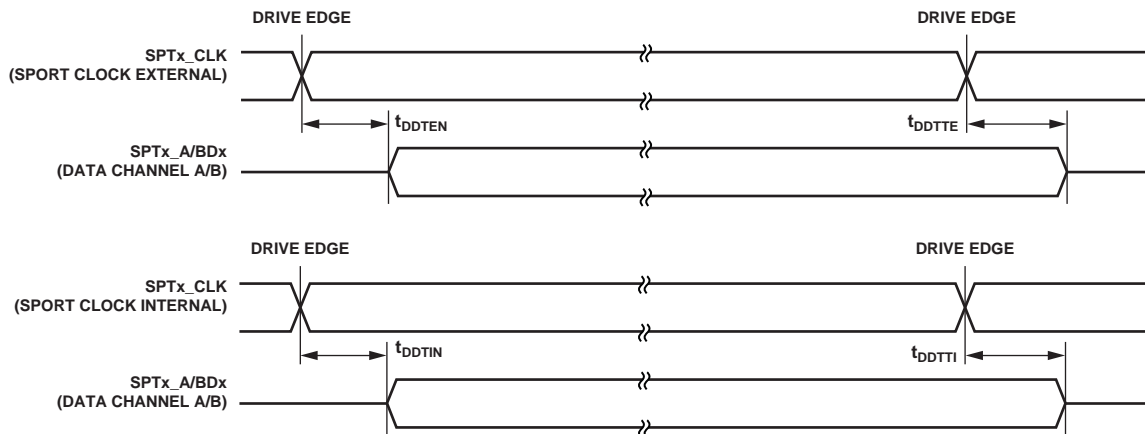 DRIVE EDGE DRIVE EDGE
SPTx_CLK
(SPORT CLOCK EXTERNAL)
tDDTEN tDDTTE
SPTx_A/BDx
(DATA CHANNEL A/B)
DRIVE EDGE DRIVE EDGE
SPTx_CLK
(SPORT CLOCK INTERNAL)
tDDTIN tDDTTI
SPTx_A/BDx
(DATA CHANNEL A/B)